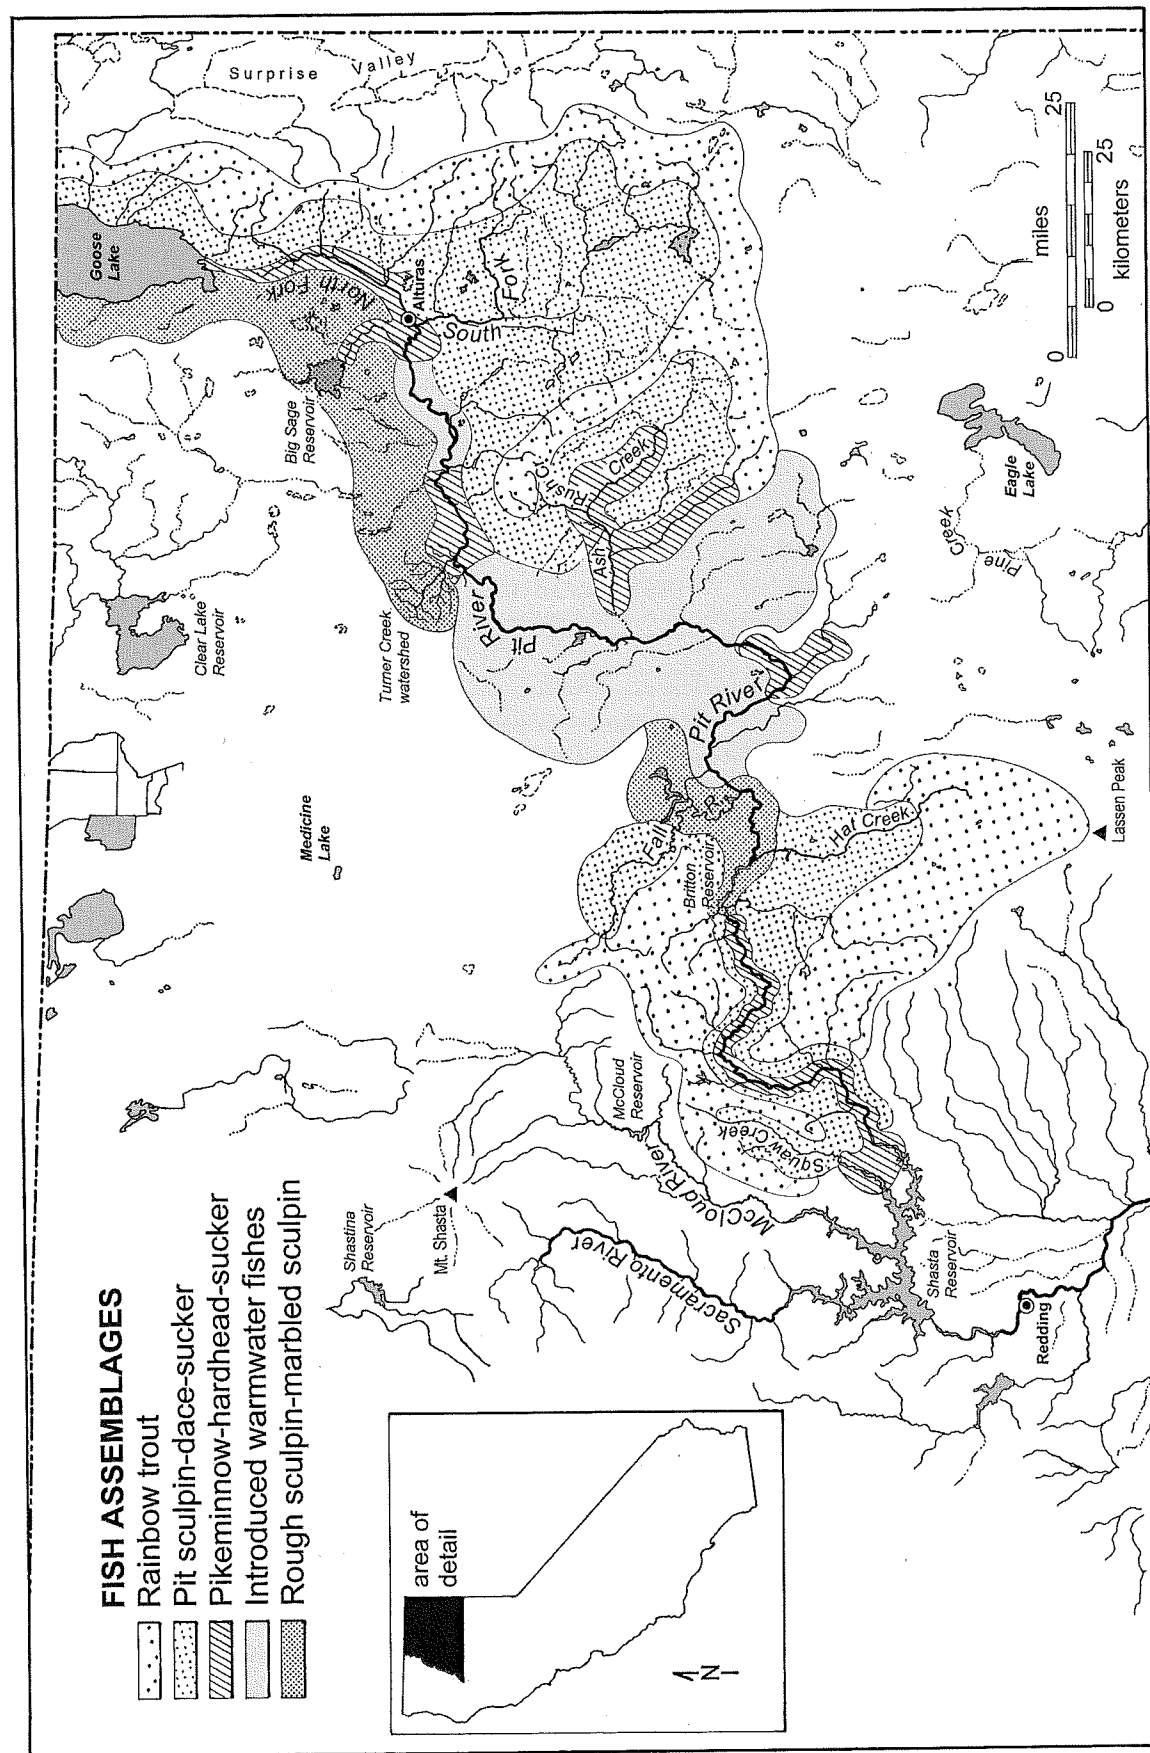 FISH ASSEMBLAGES
Rainbow trout
Pit sculpin-dace-sucker
Pikeminnow-hardhead-sucker
Introduced warmwater fishes
Rough sculpin-marbled sculpin
area of
detail
N
Shastina
Reservoir
Mt. Shasta
Sacramento River
McCloud River
McCloud
Reservoir
Squaw Creek
Shasta
Reservoir
Redding
Medicine
Lake
Clear Lake
Reservoir
Turner Creek
watershed
Big Sage
Reservoir
Goose
Lake
Surprise Valley
North Fork
Alturas
South Fork
Rush Cr.
Ash Creek
Pit River
Pit River
Fall R.
Britton
Reservoir
Hat Creek
Lassen Peak
Pine Creek
Eagle
Lake
0 25
miles
0 25
kilometers